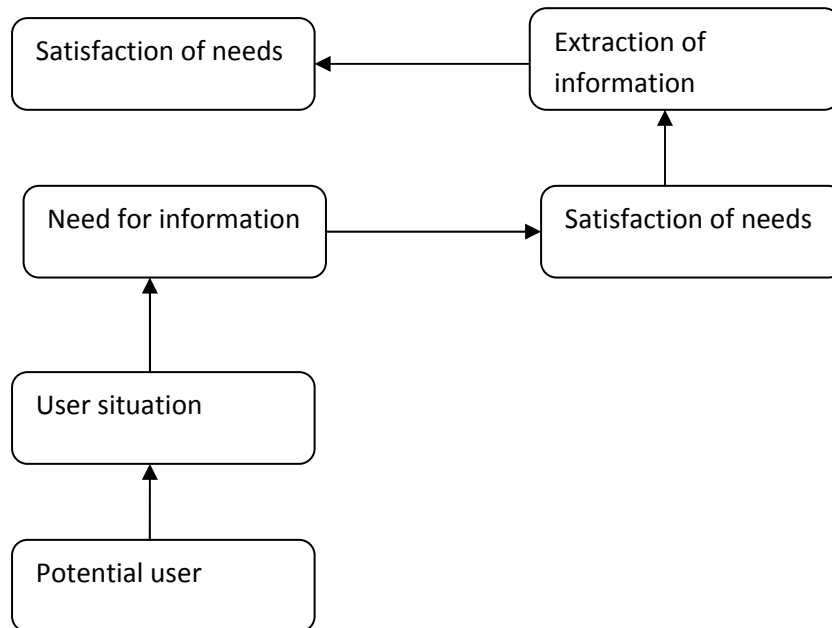 Satisfaction of needs
Extraction of
information
Need for information
Satisfaction of needs
User situation
Potential user